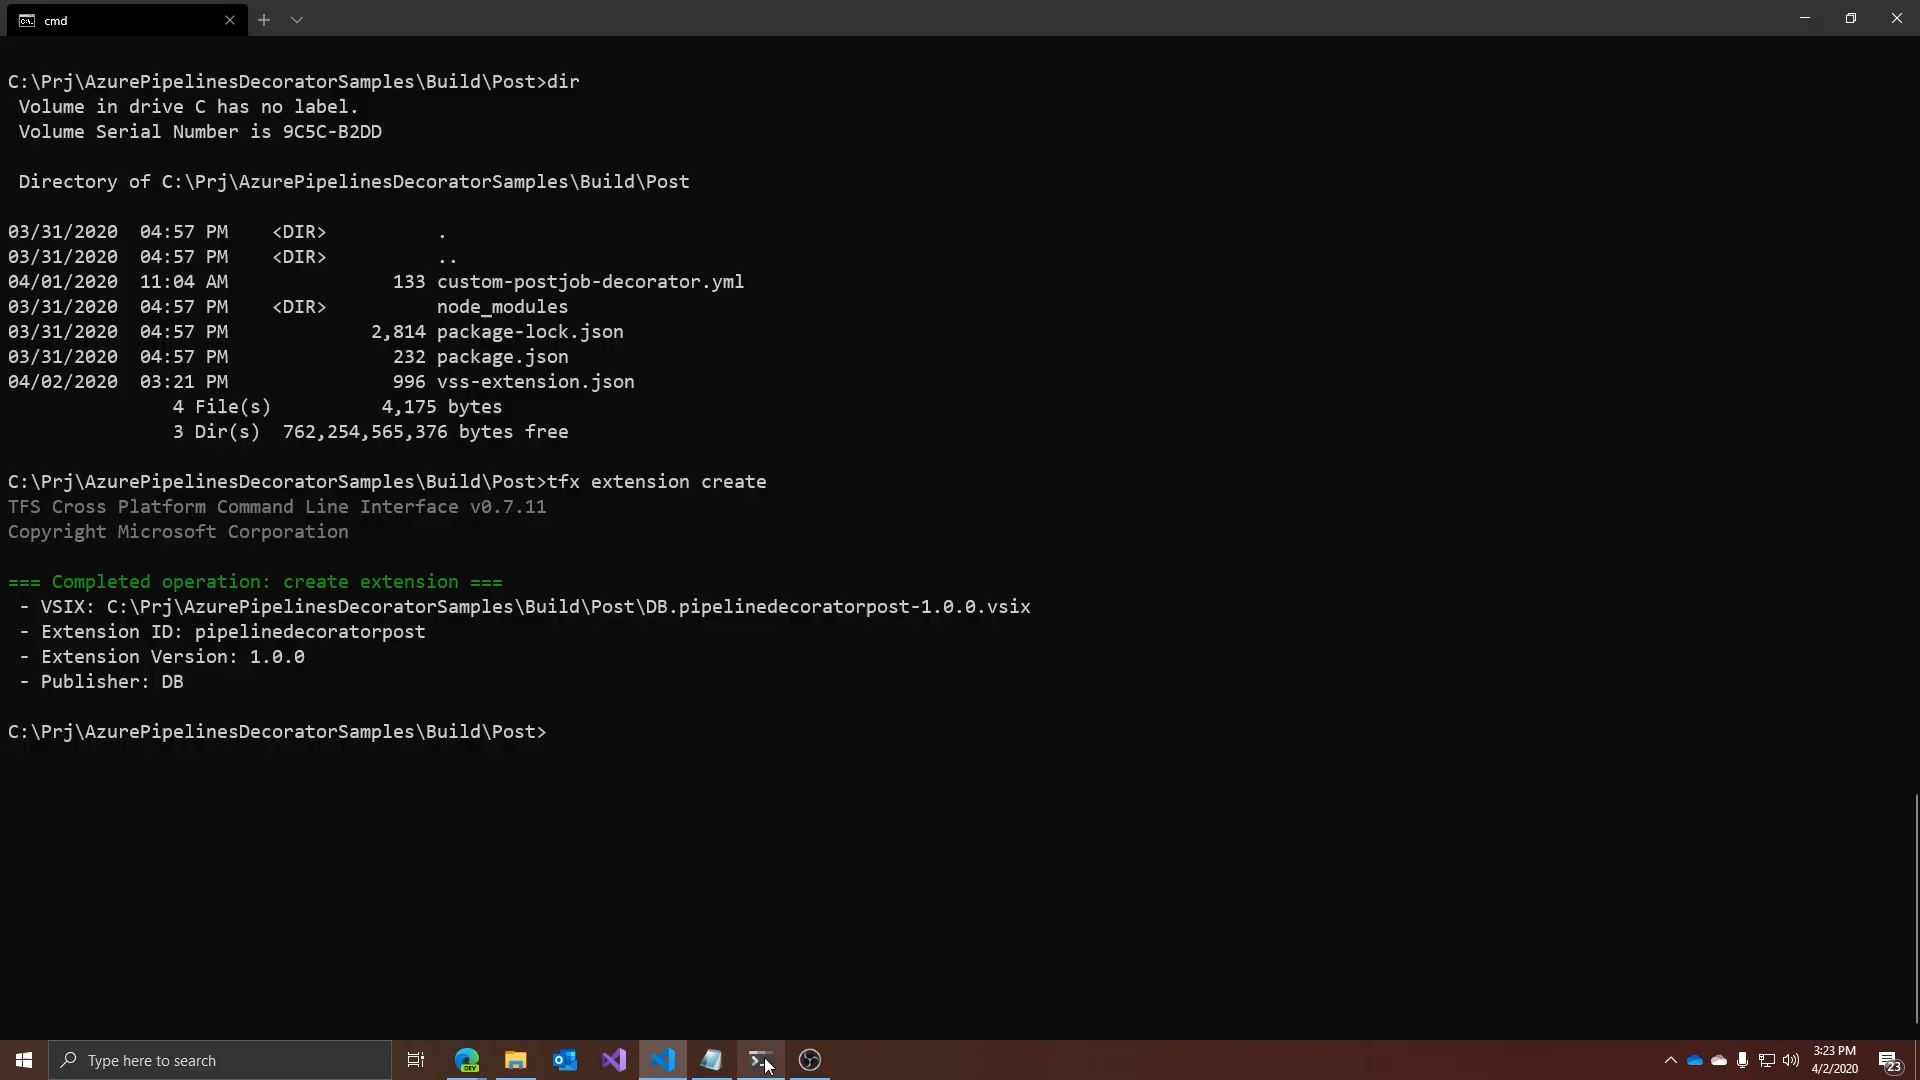 cmd
C:\Prj\AzurePipelinesDecoratorSamples\Build\Post>dir
Volume in drive C has no label.
Volume Serial Number is 9C5C-B2DD
Directory of C:\Prj\AzurePipelinesDecoratorSamples\Build\Post
03/31/2020  04:57 PM    <DIR>          .
03/31/2020  04:57 PM    <DIR>          ..
04/01/2020  11:04 AM               133 custom-postjob-decorator.yml
03/31/2020  04:57 PM    <DIR>          node_modules
03/31/2020  04:57 PM             2,814 package-lock.json
03/31/2020  04:57 PM               232 package.json
04/02/2020  03:21 PM               996 vss-extension.json
4 File(s)          4,175 bytes
3 Dir(s)  762,254,565,376 bytes free
C:\Prj\AzurePipelinesDecoratorSamples\Build\Post>tfx extension create
TFS Cross Platform Command Line Interface v0.7.11
Copyright Microsoft Corporation
=== Completed operation: create extension ===
- VSIX: C:\Prj\AzurePipelinesDecoratorSamples\Build\Post\DB.pipelinedecoratorpost-1.0.0.vsix
- Extension ID: pipelinedecoratorpost
- Extension Version: 1.0.0
- Publisher: DB
C:\Prj\AzurePipelinesDecoratorSamples\Build\Post>
Type here to search
DEV
3:23 PM
4/2/2020
23